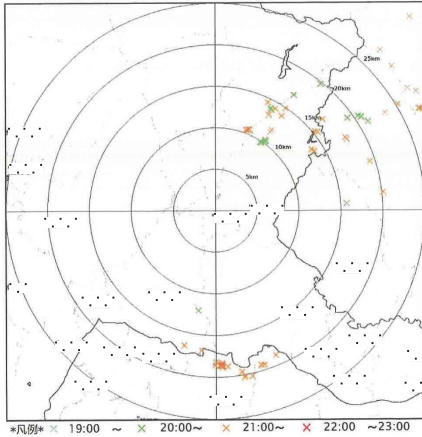 25km
20km
15km
10km
5km
*凡例* × 19:00 ～ × 20:00～ × 21:00～ × 22:00 ～23:00